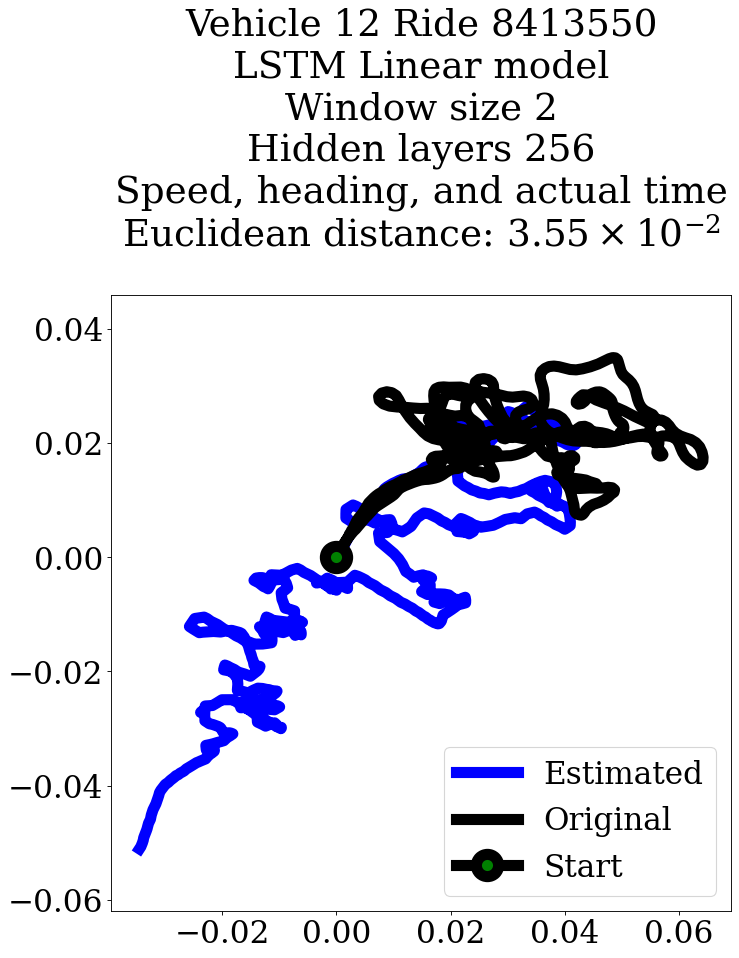 Vehicle 12 Ride 8413550
LSTM Linear model
Window size 2
Hidden layers 256
Speed, heading, and actual time
Euclidean distance: 3.55 × 10⁻²
0.04
0.02
0.00
−0.02
−0.04
−0.06
Estimated
Original
Start
−0.02 0.00 0.02 0.04 0.06